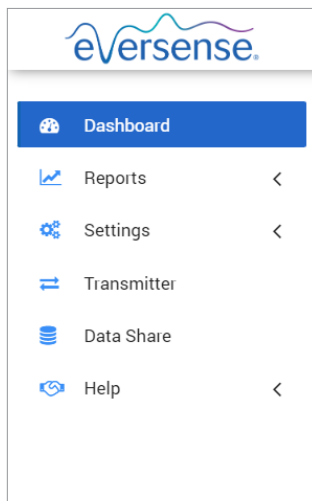 eversense®
Dashboard
Reports
Settings
Transmitter
Data Share
Help